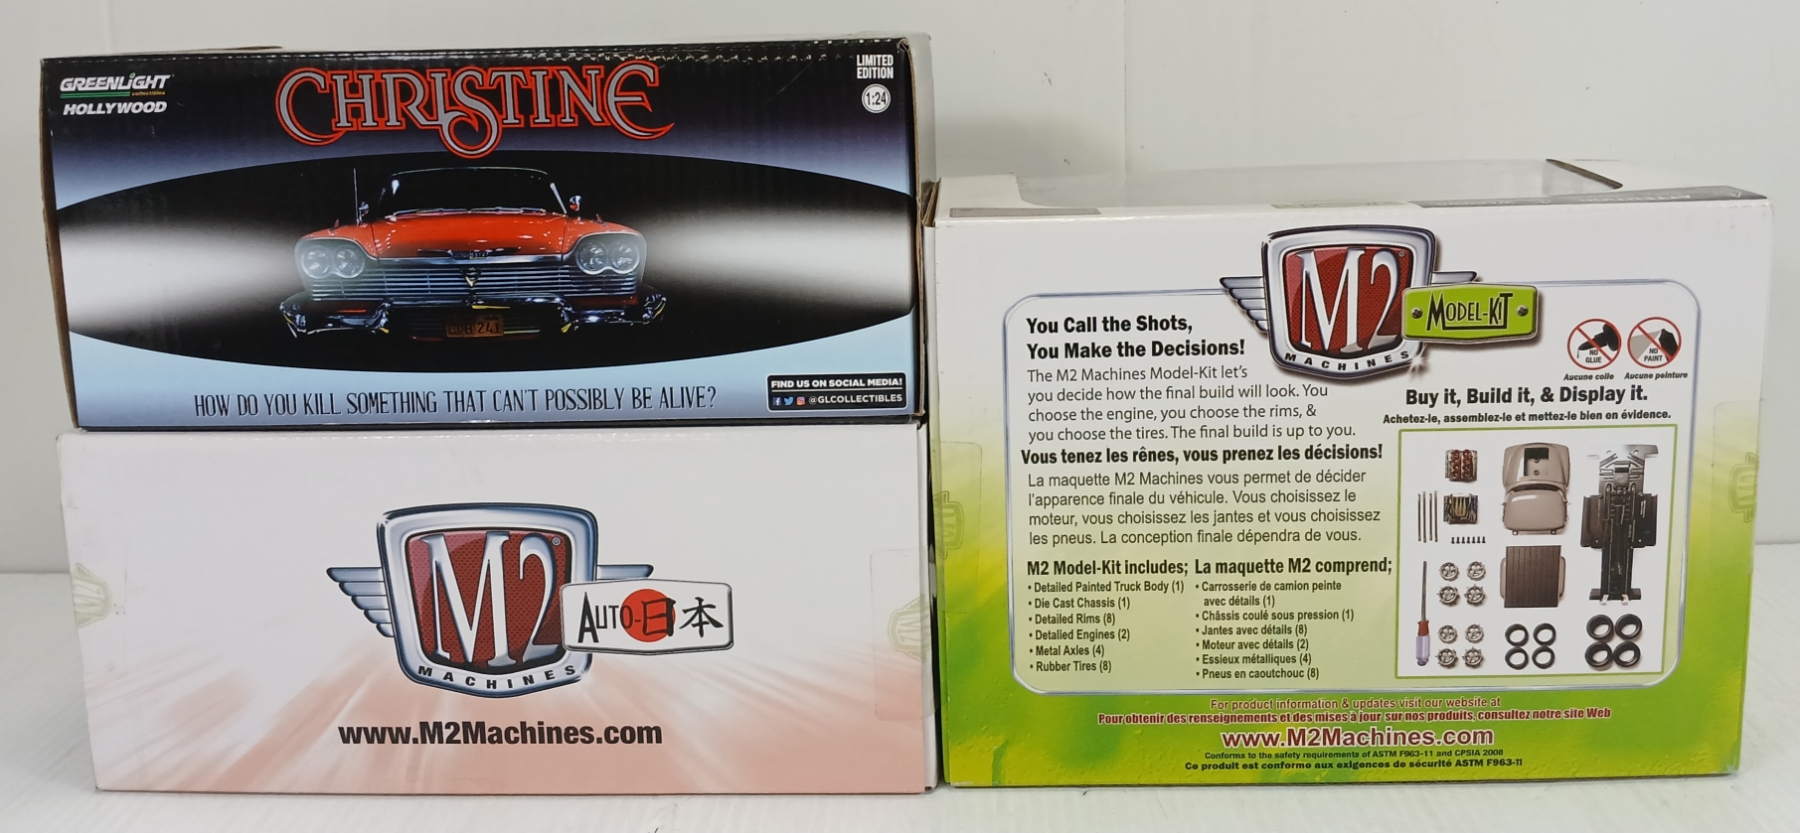 GREENLiGHT
collectibles
HOLLYWOOD
CHRISTINE
LIMITED
EDITION
1:24
CCB 241
HOW DO YOU KILL SOMETHING THAT CAN'T POSSIBLY BE ALIVE?
FIND US ON SOCIAL MEDIA!
@GLCOLLECTIBLES
M2
MACHINES
AUTO-日本
www.M2Machines.com
M2
MACHINES
MODEL-KIT
You Call the Shots,
You Make the Decisions!
The M2 Machines Model-Kit let's
you decide how the final build will look. You
choose the engine, you choose the rims, &
you choose the tires. The final build is up to you.
Vous tenez les rênes, vous prenez les décisions!
La maquette M2 Machines vous permet de décider
l'apparence finale du véhicule. Vous choisissez le
moteur, vous choisissez les jantes et vous choisissez
les pneus. La conception finale dépendra de vous.
M2 Model-Kit includes;
• Detailed Painted Truck Body (1)
• Die Cast Chassis (1)
• Detailed Rims (8)
• Detalied Engines (2)
• Metal Axles (4)
• Rubber Tires (8)
La maquette M2 comprend;
• Carrosserie de camion peinte
avec détails (1)
• Châssis coulé sous pression (1)
• Jantes avec détails (8)
• Moteur avec détails (2)
• Essieux métalliques (4)
• Pneus en caoutchouc (8)
NO
GLUE
NO
PAINT
Aucune colle
Aucune peinture
Buy it, Build it, & Display it.
Achetez-le, assemblez-le et mettez-le bien en évidence.
For product information & updates visit our website at
Pour obtenir des renseignements et des mises à jour sur nos produits, consultez notre site Web
www.M2Machines.com
Conforms to the safety requirements of ASTM F963-11 and CPSIA 2008
Ce produit est conforme aux exigences de sécurité ASTM F963-11